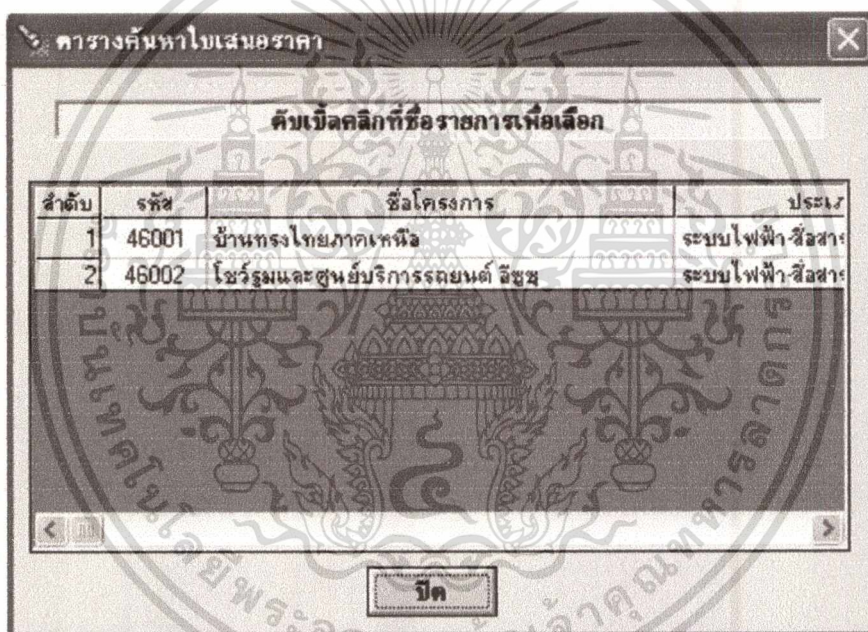 ตารางค้นหาใบเสนอราคา
ดับเบิ้ลคลิกที่ชื่อรายการเพื่อเลือก
ลำดับ รหัส ชื่อโครงการ ประเภ
1 46001 บ้านทรงไทยภาคเหนือ ระบบไฟฟ้า-สื่อสาร
2 46002 โชว์รูมและศูนย์บริการรถยนต์ อีซูซุ ระบบไฟฟ้า-สื่อสาร
ปิด